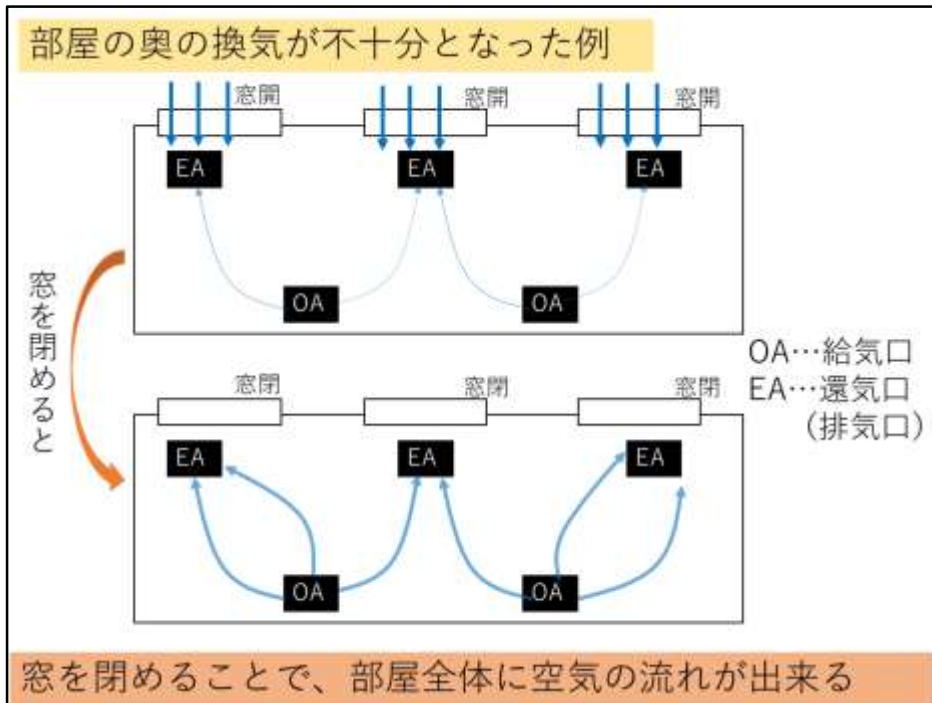 部屋の奥の換気が不十分となった例
窓開
窓開
窓開
EA
EA
EA
OA
OA
窓を閉めると
OA…給気口
EA…還気口
（排気口）
窓閉
窓閉
窓閉
EA
EA
EA
OA
OA
窓を閉めることで、部屋全体に空気の流れが出来る